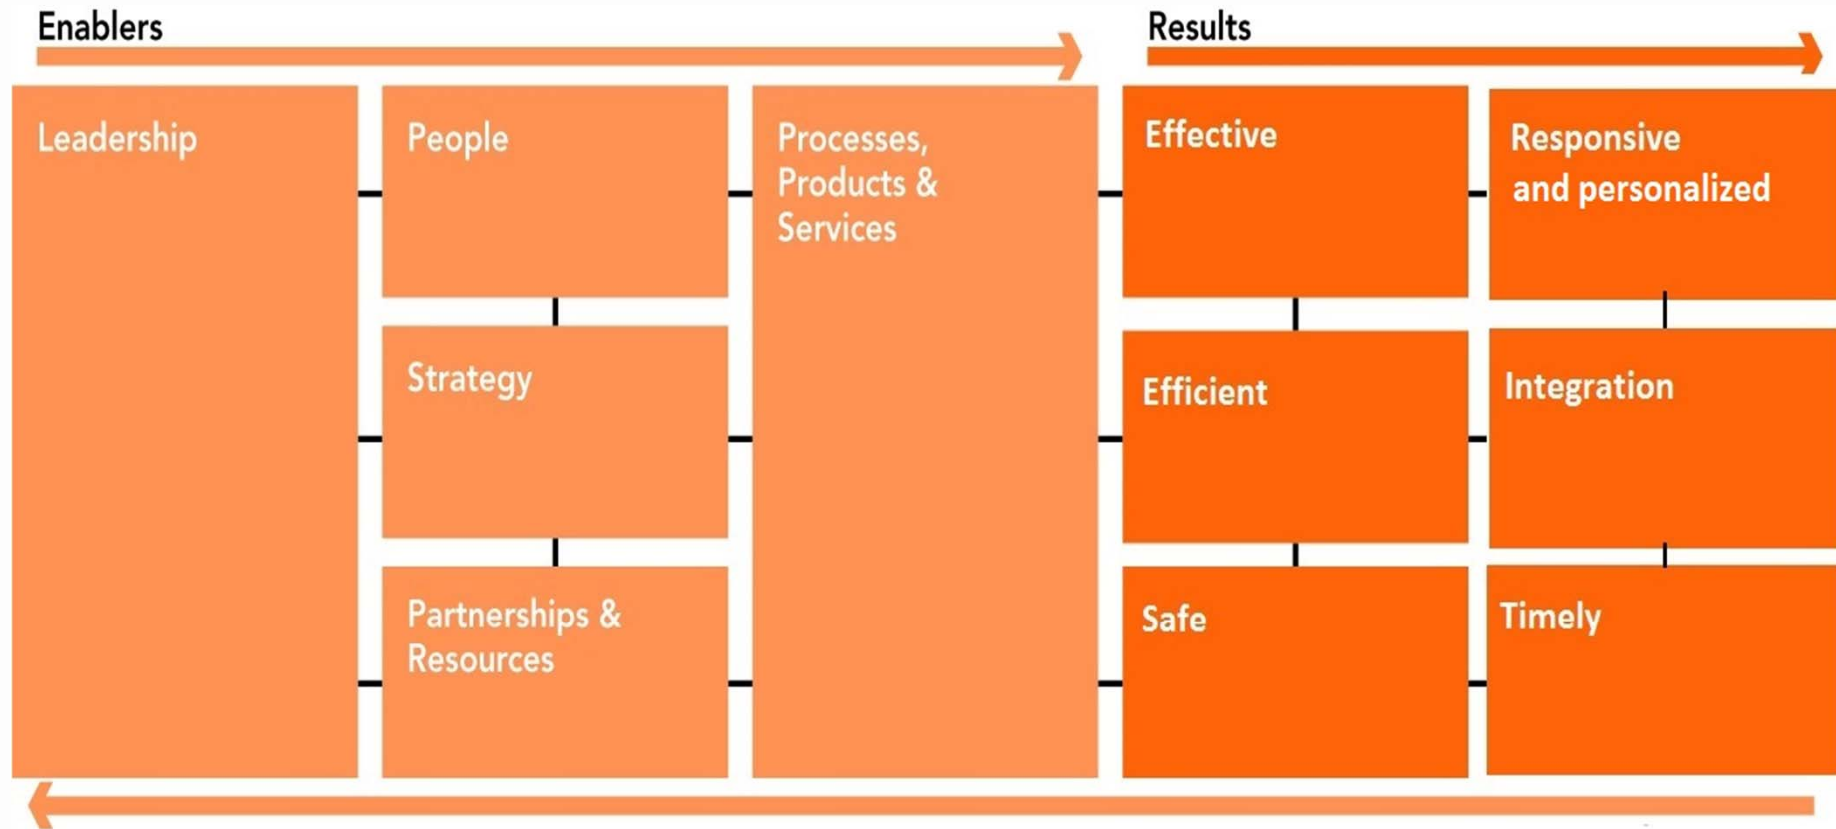 Enablers
Results
Leadership
People
Processes,
Products &
Services
Effective
Responsive
and personalized
Strategy
Efficient
Integration
Partnerships &
Resources
Safe
Timely